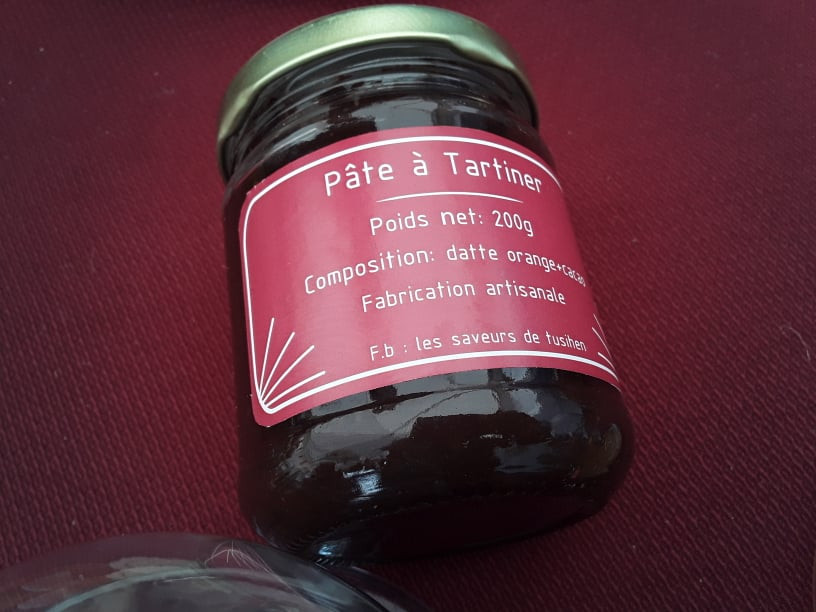 Pâte à Tartiner
Poids net: 200g
Composition: datte orange+cacao
Fabrication artisanale
F.b : les saveurs de tusihen